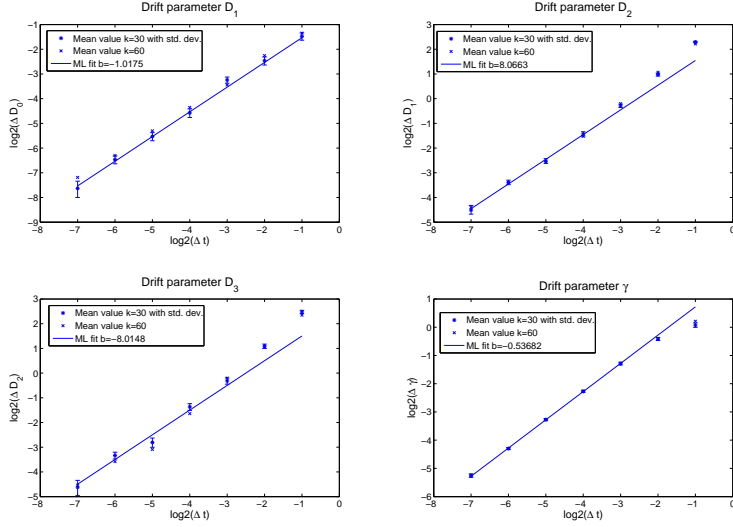 Drift parameter D1
Mean value k=30 with std. dev.
Mean value k=60
ML fit b=−1.0175
log2(Δ D0)
−1
−2
−3
−4
−5
−6
−7
−8
−9
−8 −7 −6 −5 −4 −3 −2 −1 0
log2(Δ t)
Drift parameter D2
Mean value k=30 with std. dev.
Mean value k=60
ML fit b=8.0663
log2(Δ D1)
3
2
1
0
−1
−2
−3
−4
−5
−8 −7 −6 −5 −4 −3 −2 −1 0
log2(Δ t)
Drift parameter D3
Mean value k=30 with std. dev.
Mean value k=60
ML fit b=−8.0148
log2(Δ D2)
3
2
1
0
−1
−2
−3
−4
−5
−8 −7 −6 −5 −4 −3 −2 −1 0
log2(Δ t)
Drift parameter γ
Mean value k=30 with std. dev.
Mean value k=60
ML fit b=−0.53682
log2(Δ γ)
1
0
−1
−2
−3
−4
−5
−6
−8 −7 −6 −5 −4 −3 −2 −1 0
log2(Δ t)